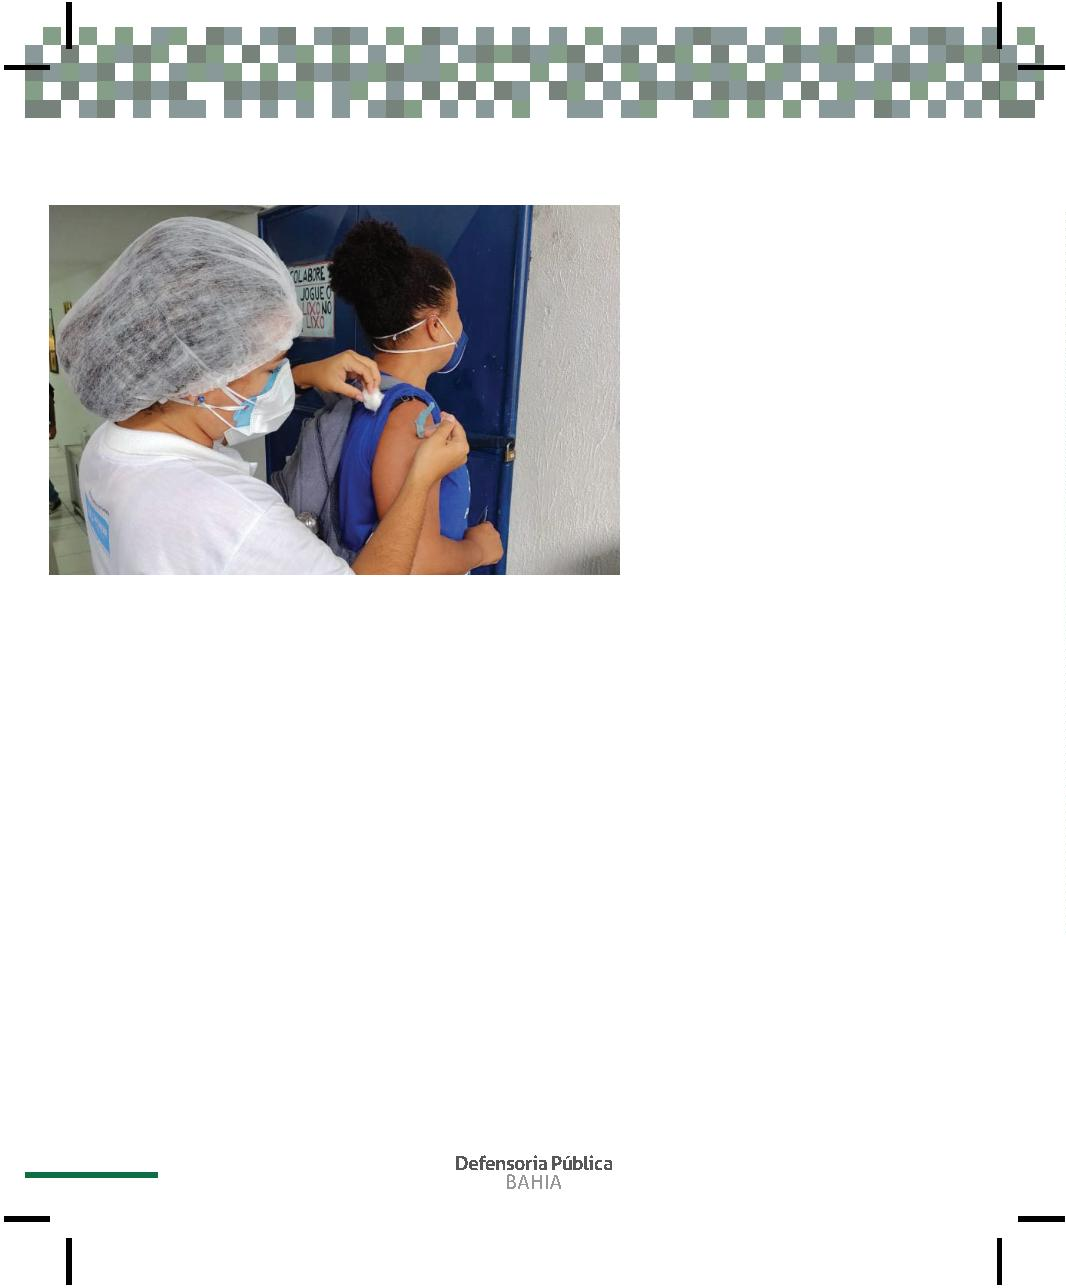 COLABORE
JOGUE O
LIXO NO
LIXO
Defensoria Pública
BAHIA